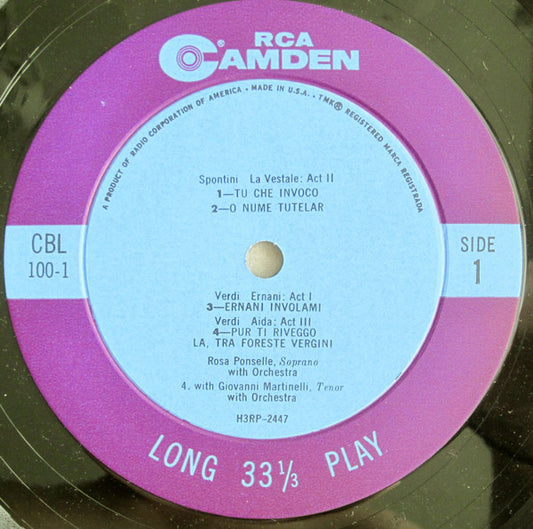 RCA
CAMDEN®
A PRODUCT OF RADIO CORPORATION OF AMERICA • MADE IN U.S.A. • TMK® REGISTERED MARCA REGISTRADA
Spontini La Vestale: Act II
1—TU CHE INVOCO
2—O NUME TUTELAR
CBL
100-1
SIDE
1
Verdi Ernani: Act I
3—ERNANI INVOLAMI
Verdi Aida: Act III
4—PUR TI RIVEGGO
LA, TRA FORESTE VERGINI
Rosa Ponselle, Soprano
with Orchestra
4. with Giovanni Martinelli, Tenor
with Orchestra
H3RP-2447
LONG 33⅓ PLAY